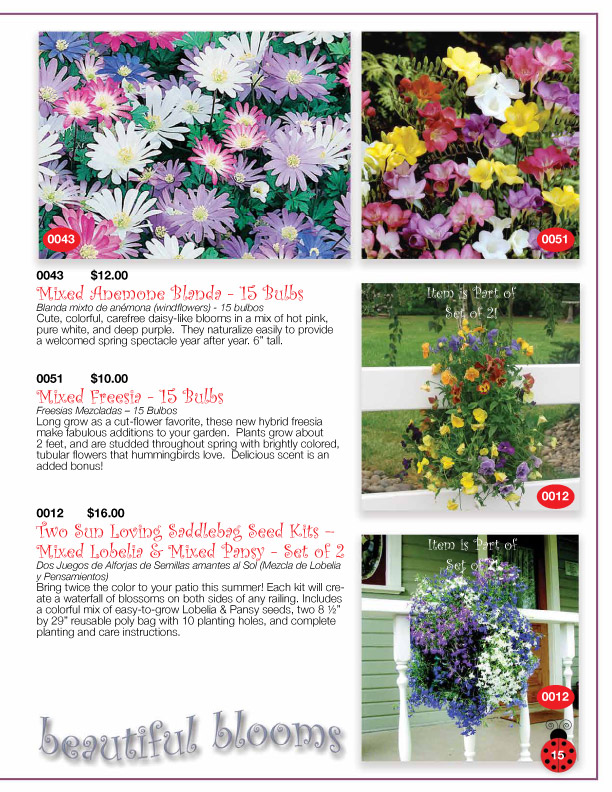 0043
0051
0043 $12.00
Mixed Anemone Blanda - 15 Bulbs
Blanda mixto de anémona (windflowers) - 15 bulbos
Cute, colorful, carefree daisy-like blooms in a mix of hot pink,
pure white, and deep purple. They naturalize easily to provide
a welcomed spring spectacle year after year. 6" tall.
0051 $10.00
Mixed Freesia - 15 Bulbs
Freesias Mezcladas – 15 Bulbos
Long grow as a cut-flower favorite, these new hybrid freesia
make fabulous additions to your garden. Plants grow about
2 feet, and are studded throughout spring with brightly colored,
tubular flowers that hummingbirds love. Delicious scent is an
added bonus!
Item is Part of
Set of 2!
0012
0012 $16.00
Two Sun Loving Saddlebag Seed Kits –
Mixed Lobelia & Mixed Pansy - Set of 2
Dos Juegos de Alforjas de Semillas amantes al Sol (Mezcla de Lobelia
y Pensamientos)
Bring twice the color to your patio this summer! Each kit will cre-
ate a waterfall of blossoms on both sides of any railing. Includes
a colorful mix of easy-to-grow Lobelia & Pansy seeds, two 8 ½"
by 29" reusable poly bag with 10 planting holes, and complete
planting and care instructions.
Item is Part of
Set of 2!
0012
beautiful blooms
15